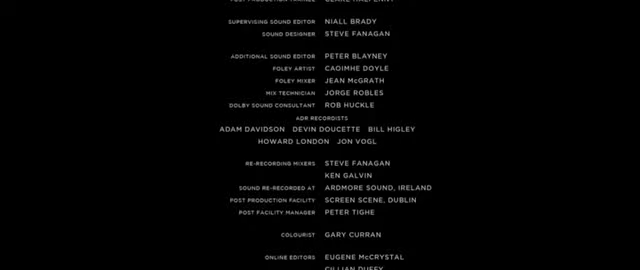 SUPERVISING SOUND EDITOR NIALL BRADY
SOUND DESIGNER STEVE FANAGAN
ADDITIONAL SOUND EDITOR PETER BLAYNEY
FOLEY ARTIST CAOIMHE DOYLE
FOLEY MIXER JEAN McGRATH
MIX TECHNICIAN JORGE ROBLES
DOLBY SOUND CONSULTANT ROB HUCKLE
ADR RECORDISTS
ADAM DAVIDSON DEVIN DOUCETTE BILL HIGLEY
HOWARD LONDON JON VOGL
RE-RECORDING MIXERS STEVE FANAGAN
KEN GALVIN
SOUND RE-RECORDED AT ARDMORE SOUND, IRELAND
POST PRODUCTION FACILITY SCREEN SCENE, DUBLIN
POST FACILITY MANAGER PETER TIGHE
COLOURIST GARY CURRAN
ONLINE EDITORS EUGENE McCRYSTAL
CILLIAN DUFFY